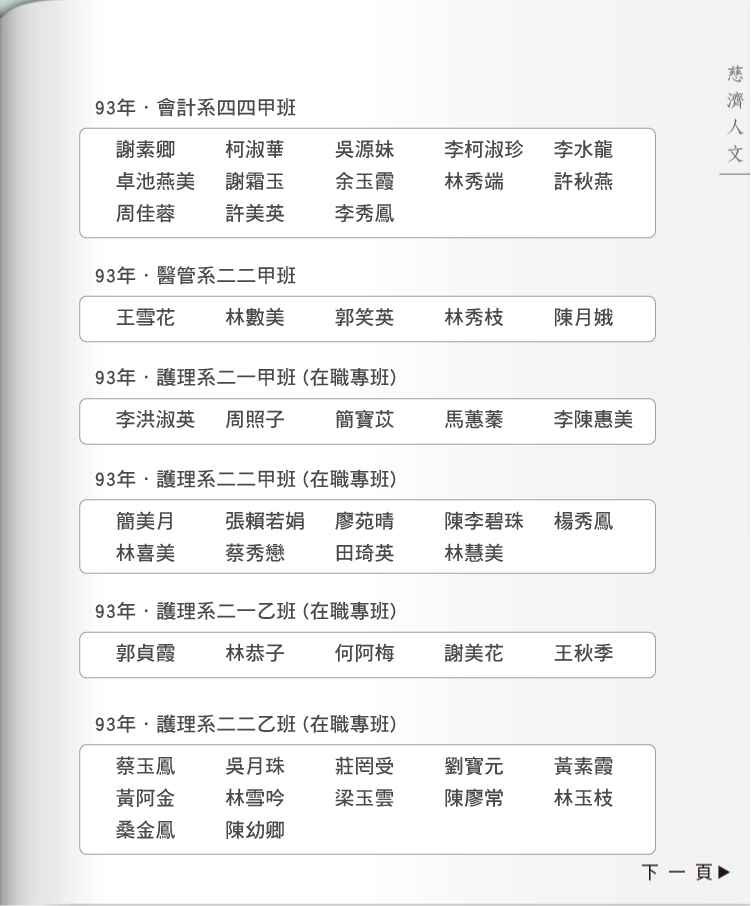 慈濟人文
93年‧會計系四四甲班
謝素卿 柯淑華 吳源妹 李柯淑珍 李水龍
卓池燕美 謝霜玉 余玉霞 林秀端 許秋燕
周佳蓉 許美英 李秀鳳
93年‧醫管系二二甲班
王雪花 林數美 郭笑英 林秀枝 陳月娥
93年‧護理系二一甲班(在職專班)
李洪淑英 周照子 簡寶苡 馬蕙蓁 李陳惠美
93年‧護理系二二甲班(在職專班)
簡美月 張賴若娟 廖苑晴 陳李碧珠 楊秀鳳
林喜美 蔡秀戀 田琦英 林慧美
93年‧護理系二一乙班(在職專班)
郭貞霞 林恭子 何阿梅 謝美花 王秋季
93年‧護理系二二乙班(在職專班)
蔡玉鳳 吳月珠 莊罔受 劉寶元 黃素霞
黃阿金 林雪吟 梁玉雲 陳廖常 林玉枝
桑金鳳 陳幼卿
下一頁▶